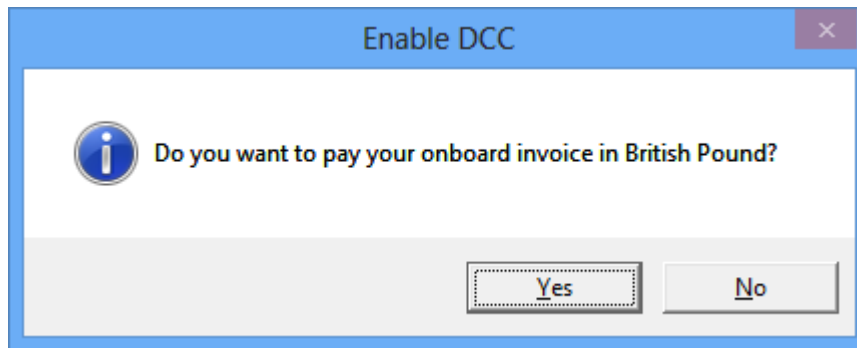 Enable DCC
Do you want to pay your onboard invoice in British Pound?
Yes
No